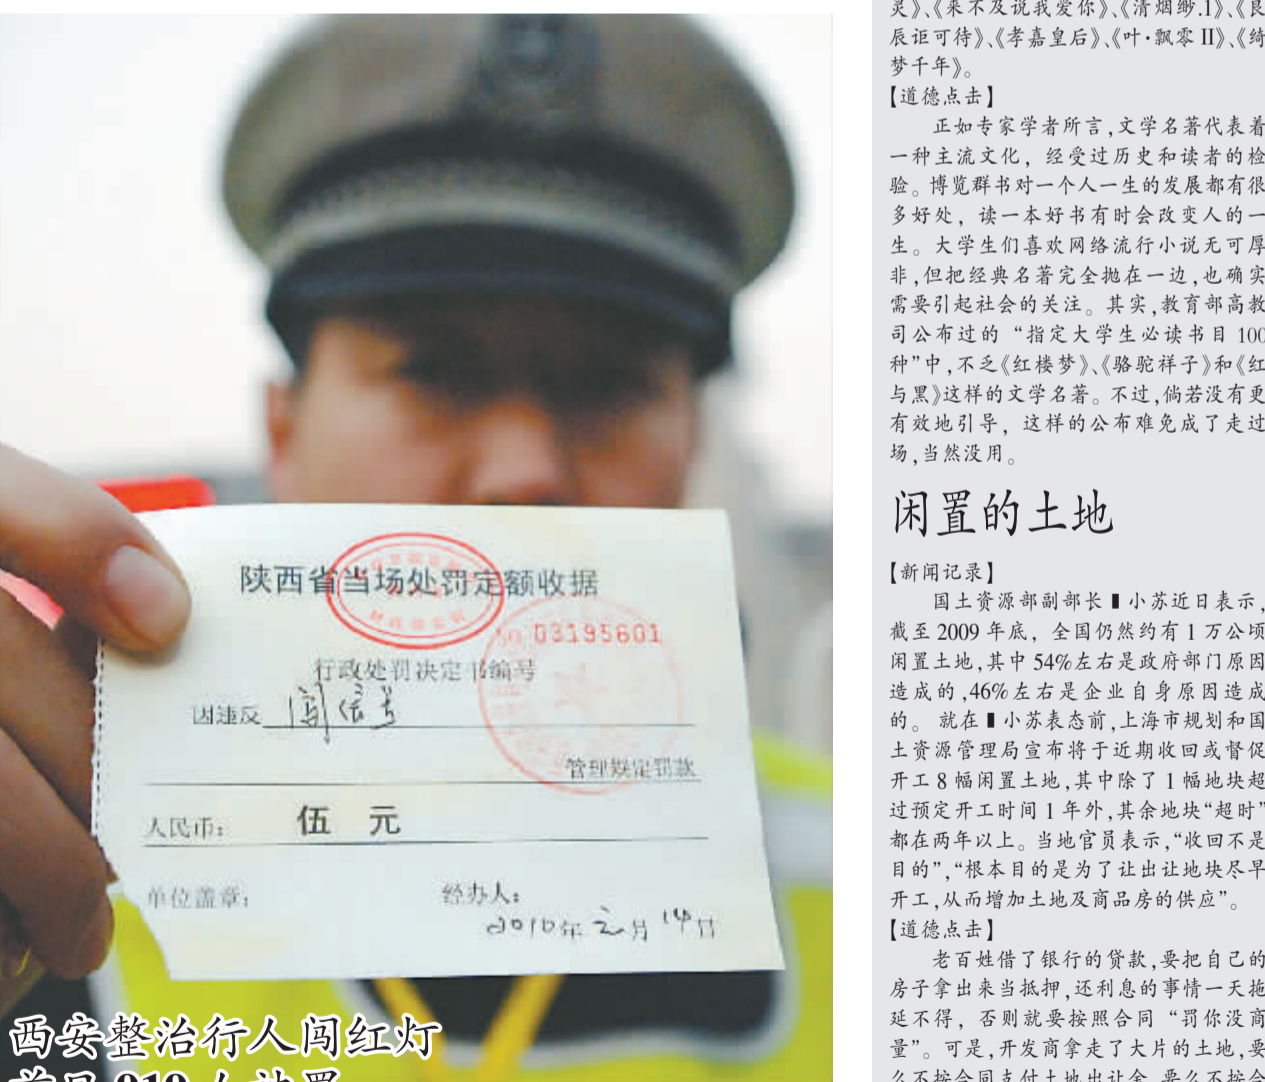 陕西省当场处罚定额收据
03195601
行政处罚决定书编号
因违反
管理规定罚款
人民币：
伍 元
单位盖章：
经办人：
2010年元月14日
西安整治行人闯红灯
灵》、《来不及说我爱你》、《清烟缈.1》、《良
辰讵可待》、《孝嘉皇后》、《叶·飘零 II》、《绮
梦千年》。
【道德点击】
正如专家学者所言,文学名著代表着
一种主流文化，经受过历史和读者的检
验。博览群书对一个人一生的发展都有很
多好处，读一本好书有时会改变人的一
生。大学生们喜欢网络流行小说无可厚
非,但把经典名著完全抛在一边,也确实
需要引起社会的关注。其实,教育部高教
司公布过的“指定大学生必读书目 100
种”中,不乏《红楼梦》、《骆驼祥子》和《红
与黑》这样的文学名著。不过,倘若没有更
有效地引导，这样的公布难免成了走过
场,当然没用。
闲置的土地
【新闻记录】
国土资源部副部长▮小苏近日表示,
截至 2009 年底，全国仍然约有 1 万公顷
闲置土地,其中 54%左右是政府部门原因
造成的,46%左右是企业自身原因造成
的。 就在▮小苏表态前,上海市规划和国
土资源管理局宣布将于近期收回或督促
开工 8 幅闲置土地,其中除了 1 幅地块超
过预定开工时间 1 年外,其余地块“超时”
都在两年以上。当地官员表示,“收回不是
目的”,“根本目的是为了让出让地块尽早
开工,从而增加土地及商品房的供应”。
【道德点击】
老百姓借了银行的贷款,要把自己的
房子拿出来当抵押,还利息的事情一天拖
延不得，否则就要按照合同“罚你没商
量”。可是,开发商拿走了大片的土地,要
么不按合同支付土地出让金,要么不按合